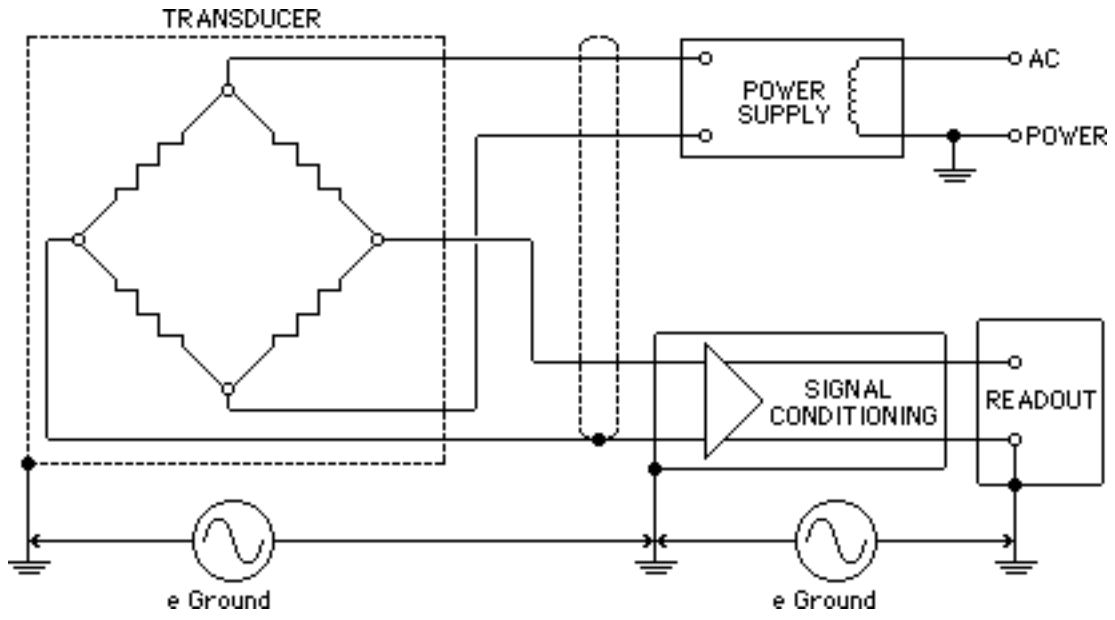 TRANSDUCER
AC
POWER
SUPPLY
POWER
SIGNAL
CONDITIONING
READOUT
e Ground
e Ground